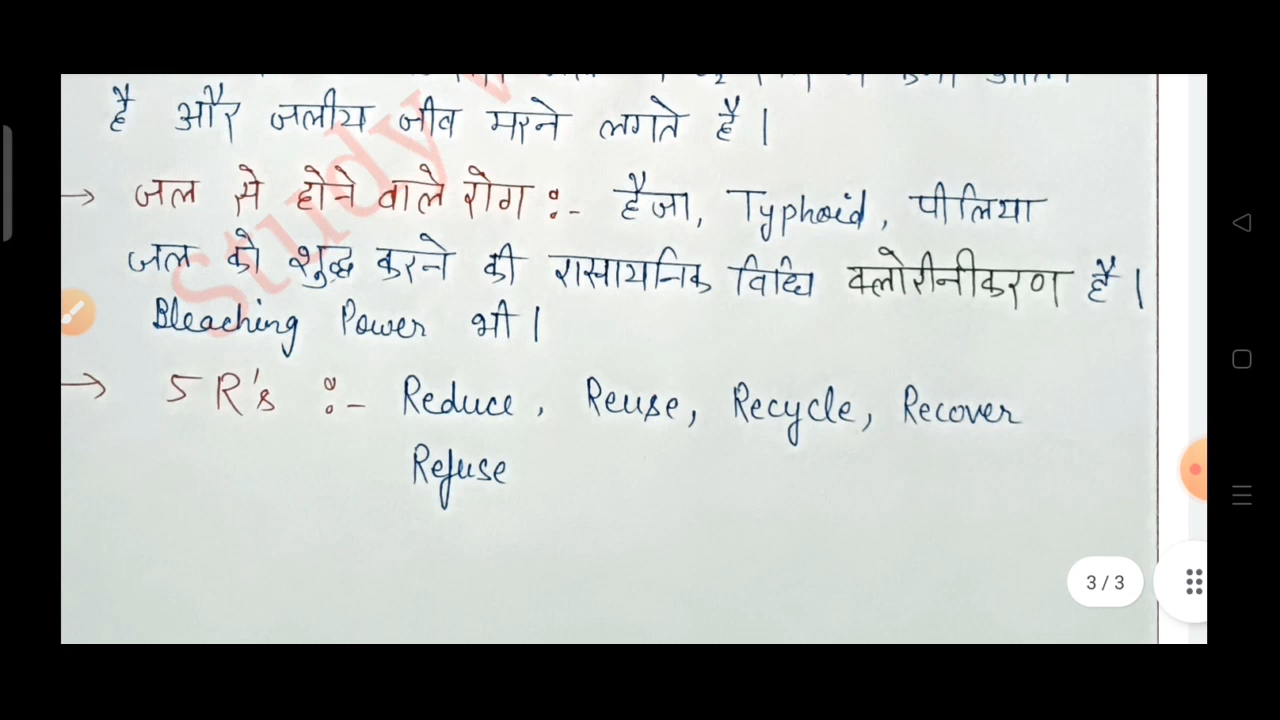 है और जलीय जीव मरने लगते है।
→ जल से होने वाले रोग :- हैजा, Typhoid, पीलिया
जल को शुद्ध करने की रासायनिक विधि क्लोरीनीकरण है।
Bleaching Power भी।
→ 5 R's :- Reduce, Reuse, Recycle, Recover
Refuse
Study
3 / 3